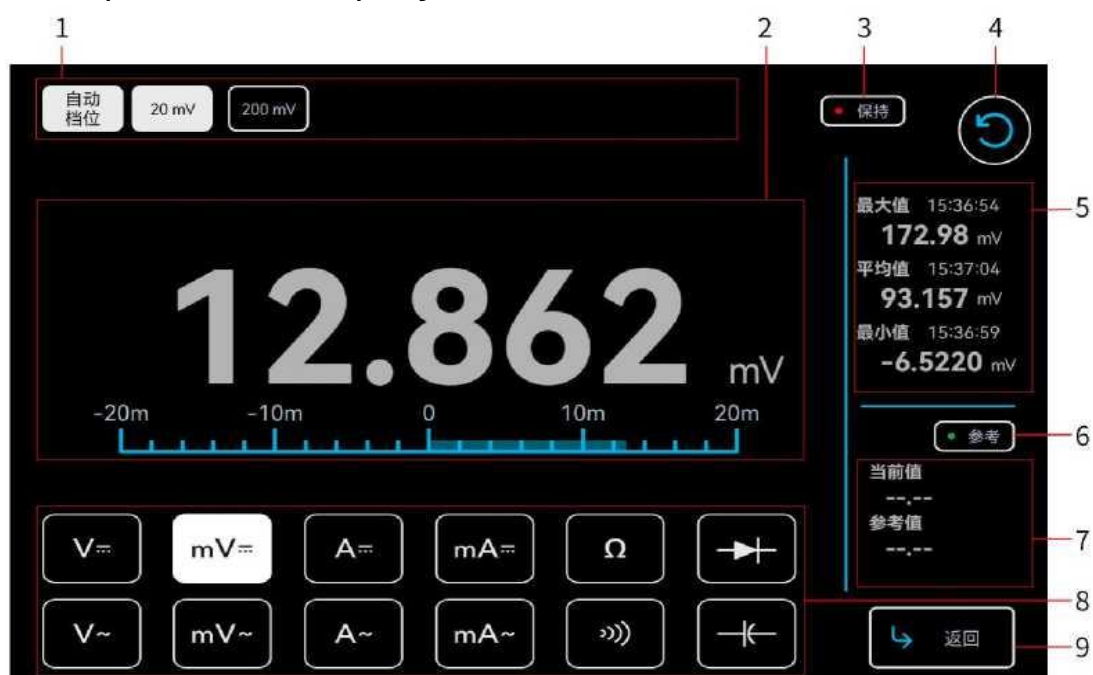 1
2
3
4
自动
档位
20 mV
200 mV
保持
最大值 15:36:54
172.98 mV
平均值 15:37:04
93.157 mV
最小值 15:36:59
-6.5220 mV
5
12.862 mV
-20m -10m 0 10m 20m
参考
6
当前值
--.--
参考值
--.--
7
V⎓ mV⎓ A⎓ mA⎓ Ω
8
V~ mV~ A~ mA~
返回
9